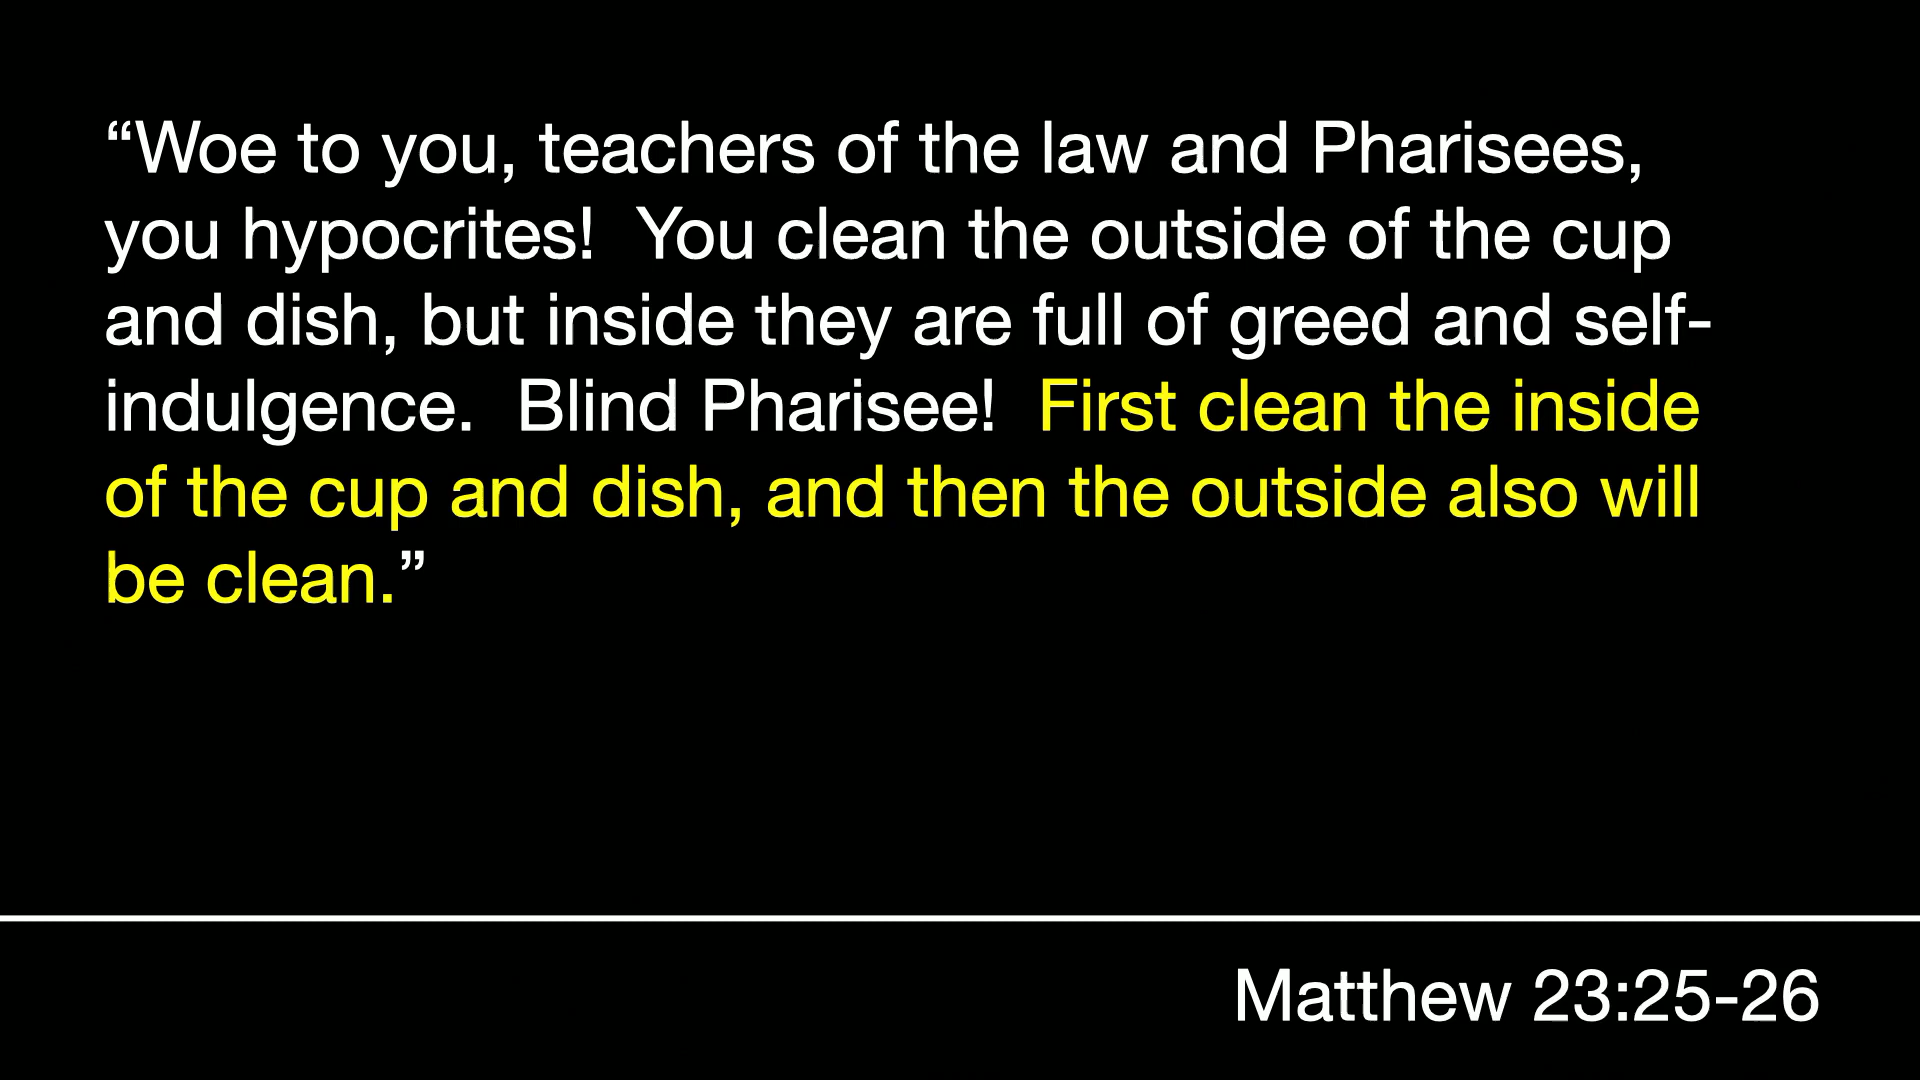 “Woe to you, teachers of the law and Pharisees,
you hypocrites!  You clean the outside of the cup
and dish, but inside they are full of greed and self-
indulgence.  Blind Pharisee!  First clean the inside
of the cup and dish, and then the outside also will
be clean.”
Matthew 23:25-26